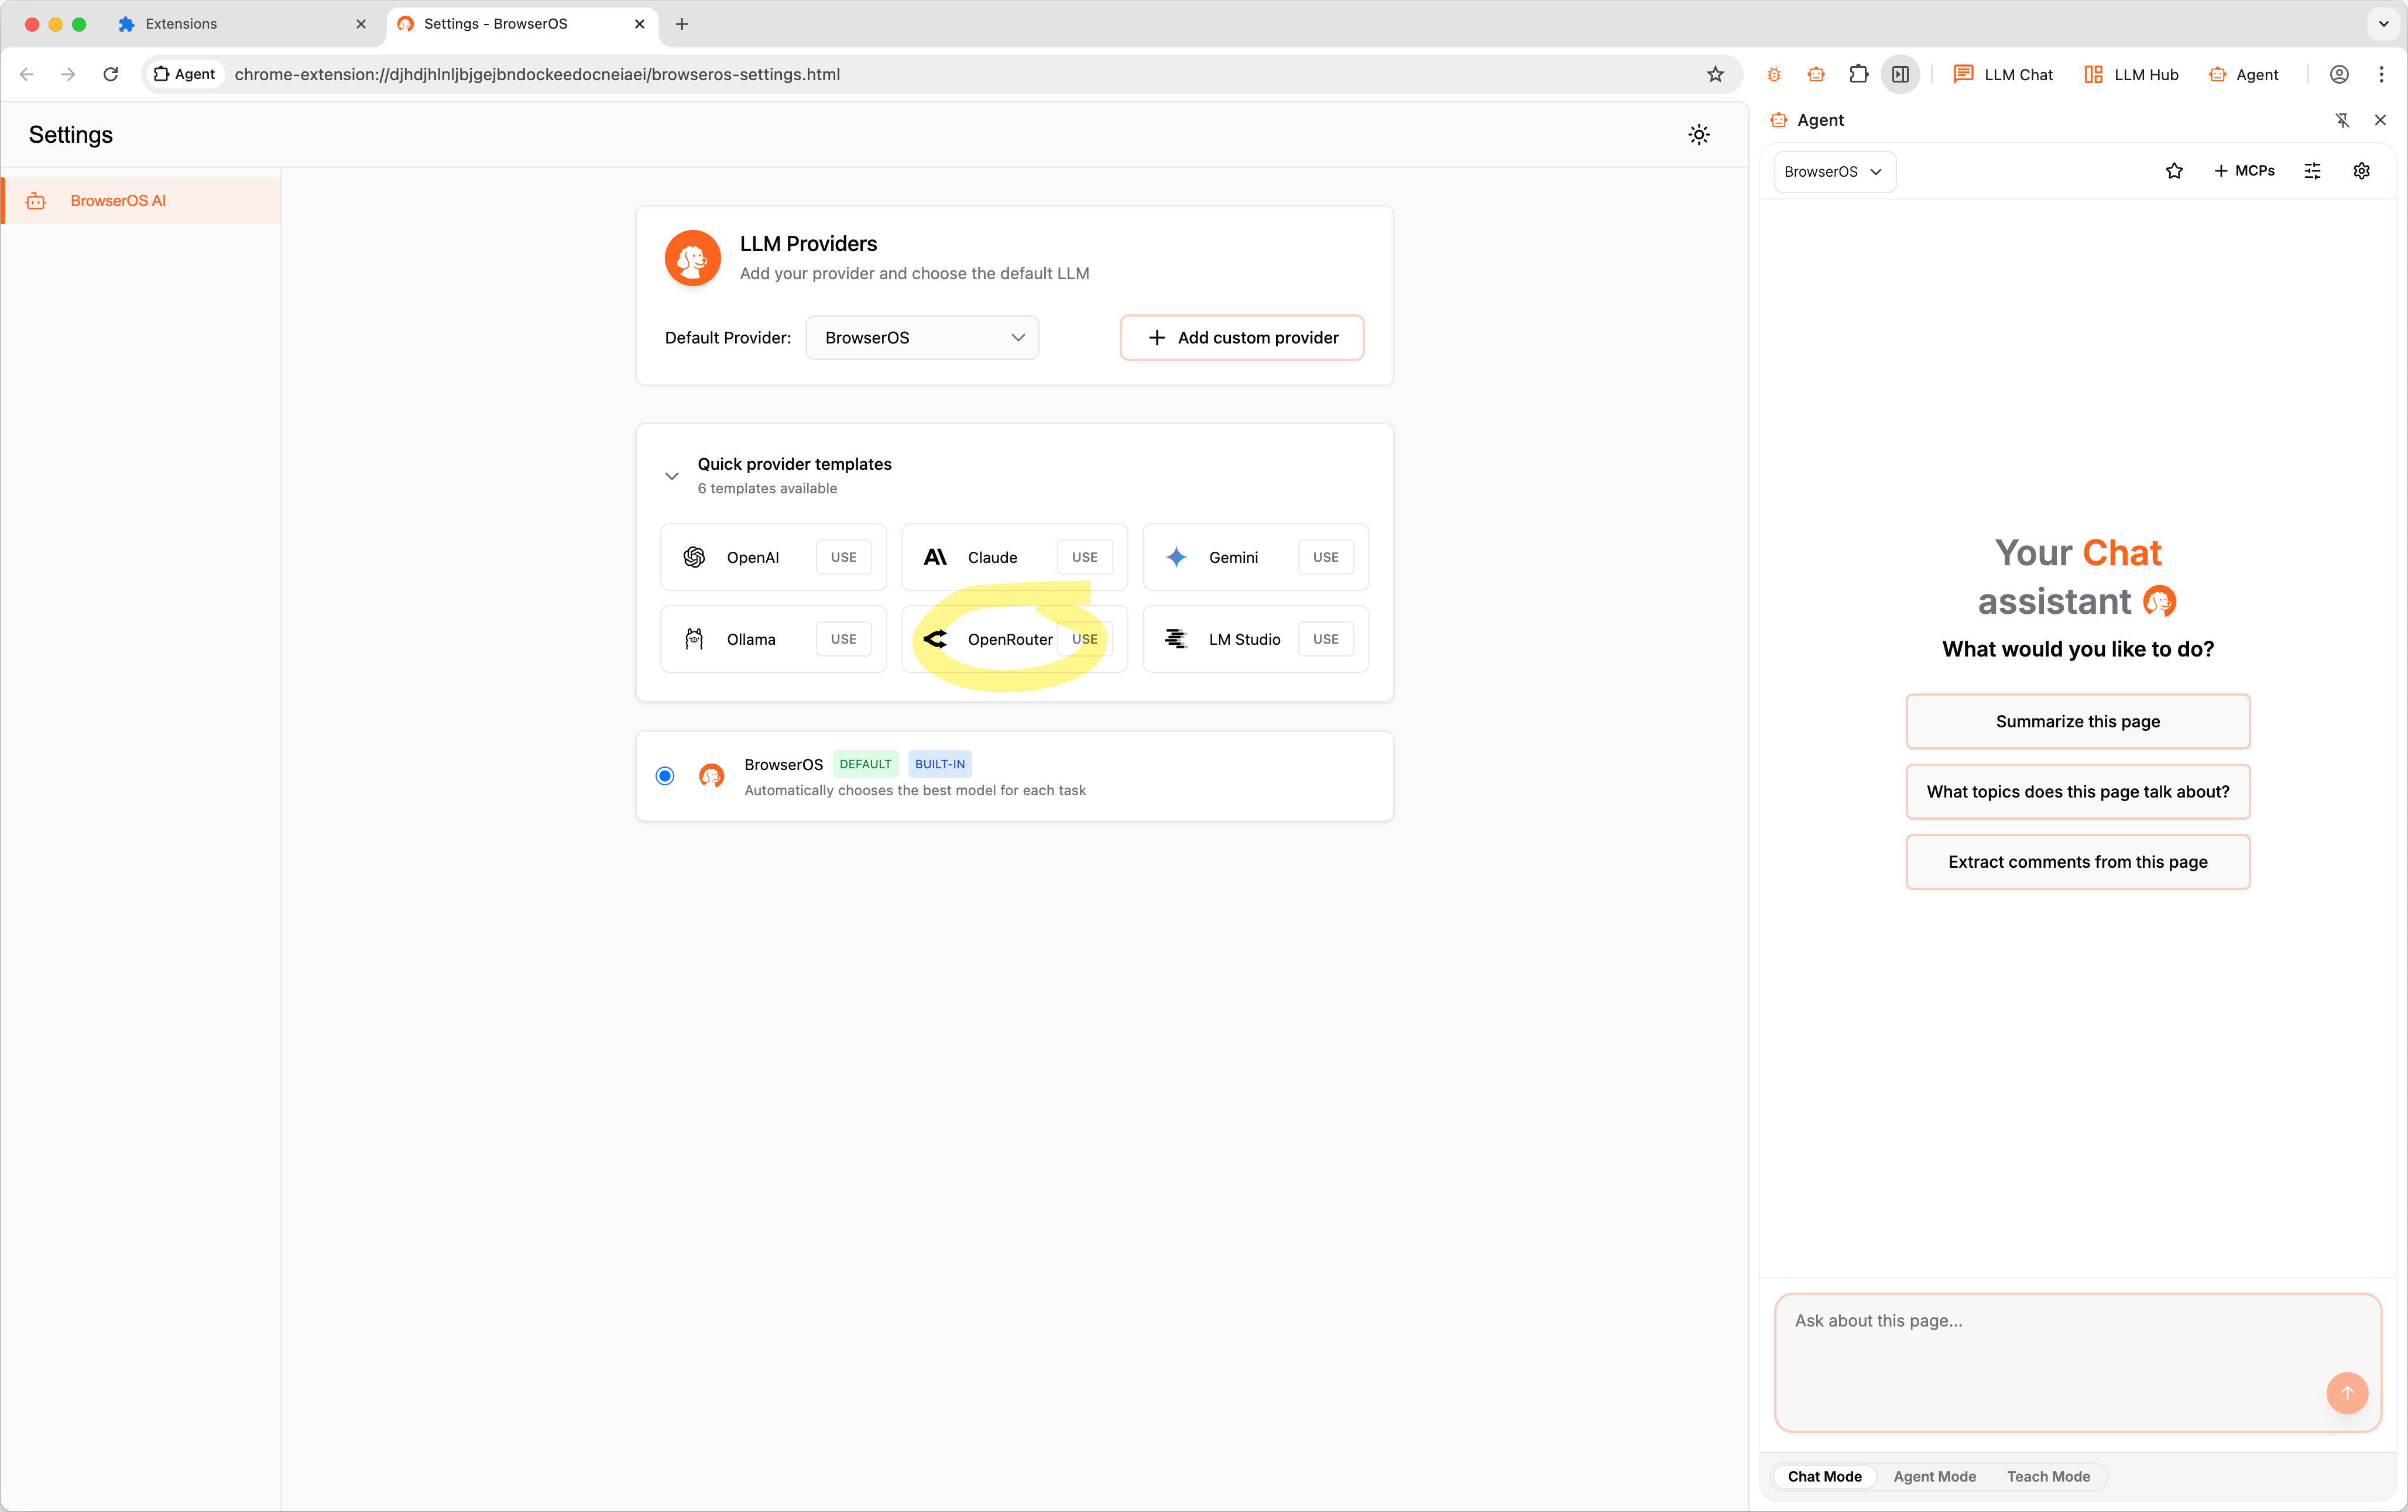 Extensions
Settings - BrowserOS
Agent
chrome-extension://djhdjhlnljbjgejbndockeedocneiaei/browseros-settings.html
LLM Chat
LLM Hub
Agent
Settings
BrowserOS AI
LLM Providers
Add your provider and choose the default LLM
Default Provider:
BrowserOS
Add custom provider
Quick provider templates
6 templates available
OpenAI
USE
Claude
USE
Gemini
USE
Ollama
USE
OpenRouter
USE
LM Studio
USE
BrowserOS
DEFAULT
BUILT-IN
Automatically chooses the best model for each task
Agent
BrowserOS
MCPs
Your Chat
assistant
What would you like to do?
Summarize this page
What topics does this page talk about?
Extract comments from this page
Ask about this page...
Chat Mode
Agent Mode
Teach Mode